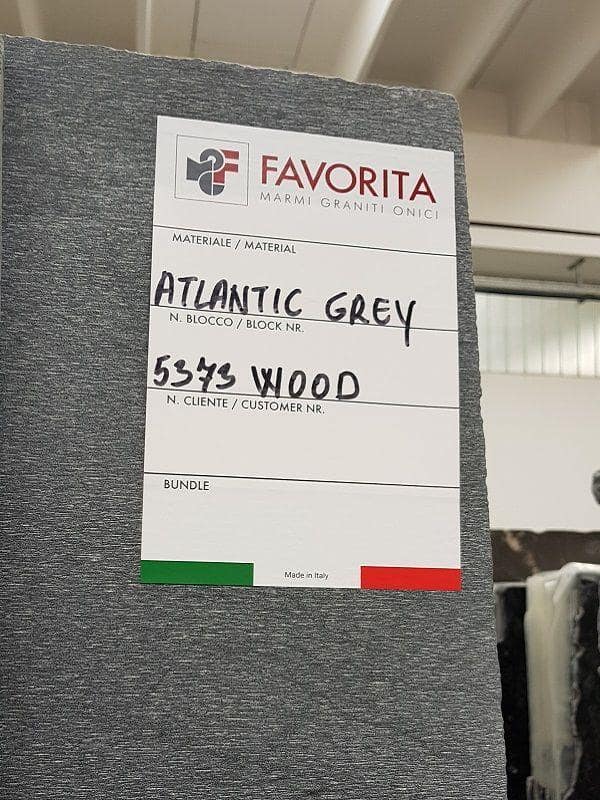 FAVORITA
MARMI GRANITI ONICI
MATERIALE / MATERIAL
ATLANTIC GREY
N. BLOCCO / BLOCK NR.
5373 WOOD
N. CLIENTE / CUSTOMER NR.
BUNDLE
Made in Italy